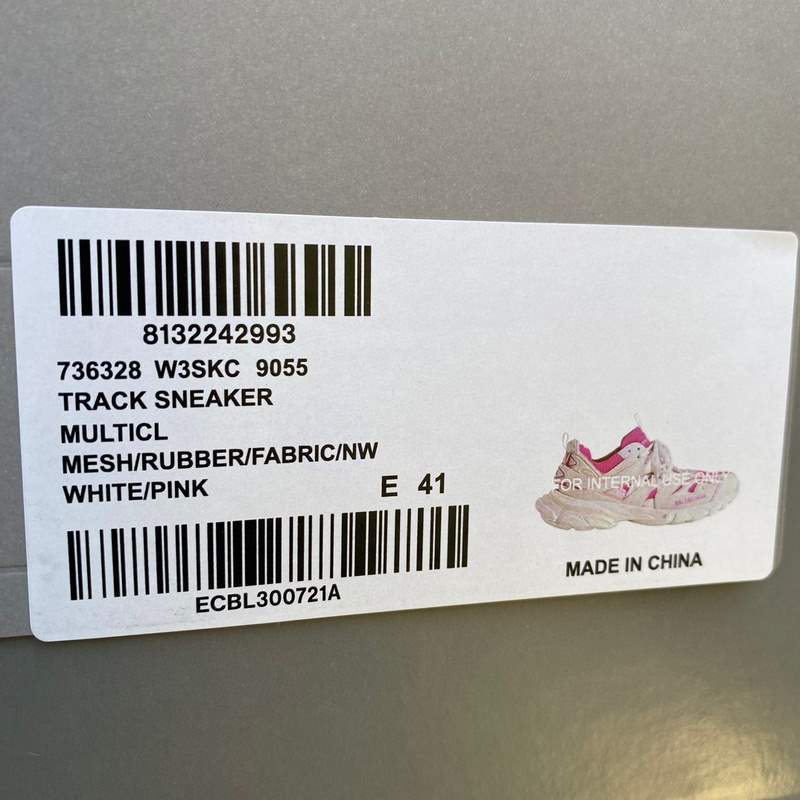 8132242993
736328 W3SKC 9055
TRACK SNEAKER
MULTICL
MESH/RUBBER/FABRIC/NW
WHITE/PINK
E 41
ECBL300721A
FOR INTERNAL USE ONLY
MADE IN CHINA